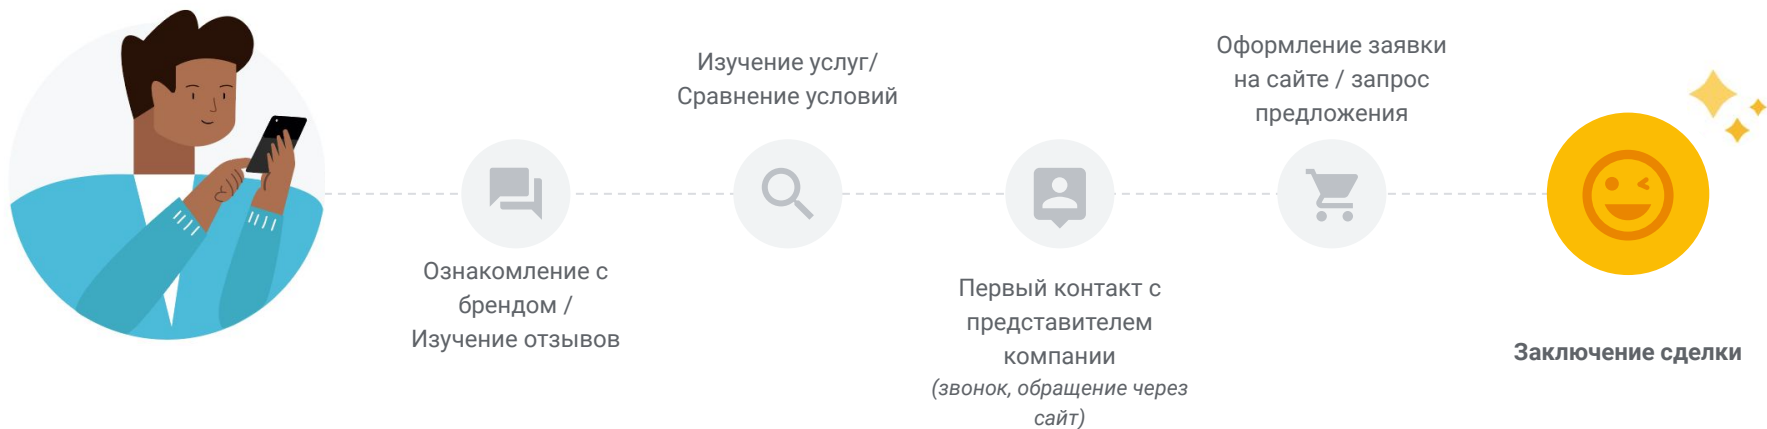 Ознакомление с
брендом /
Изучение отзывов
Изучение услуг/
Сравнение условий
Первый контакт с
представителем
компании
(звонок, обращение через
сайт)
Оформление заявки
на сайте / запрос
предложения
Заключение сделки